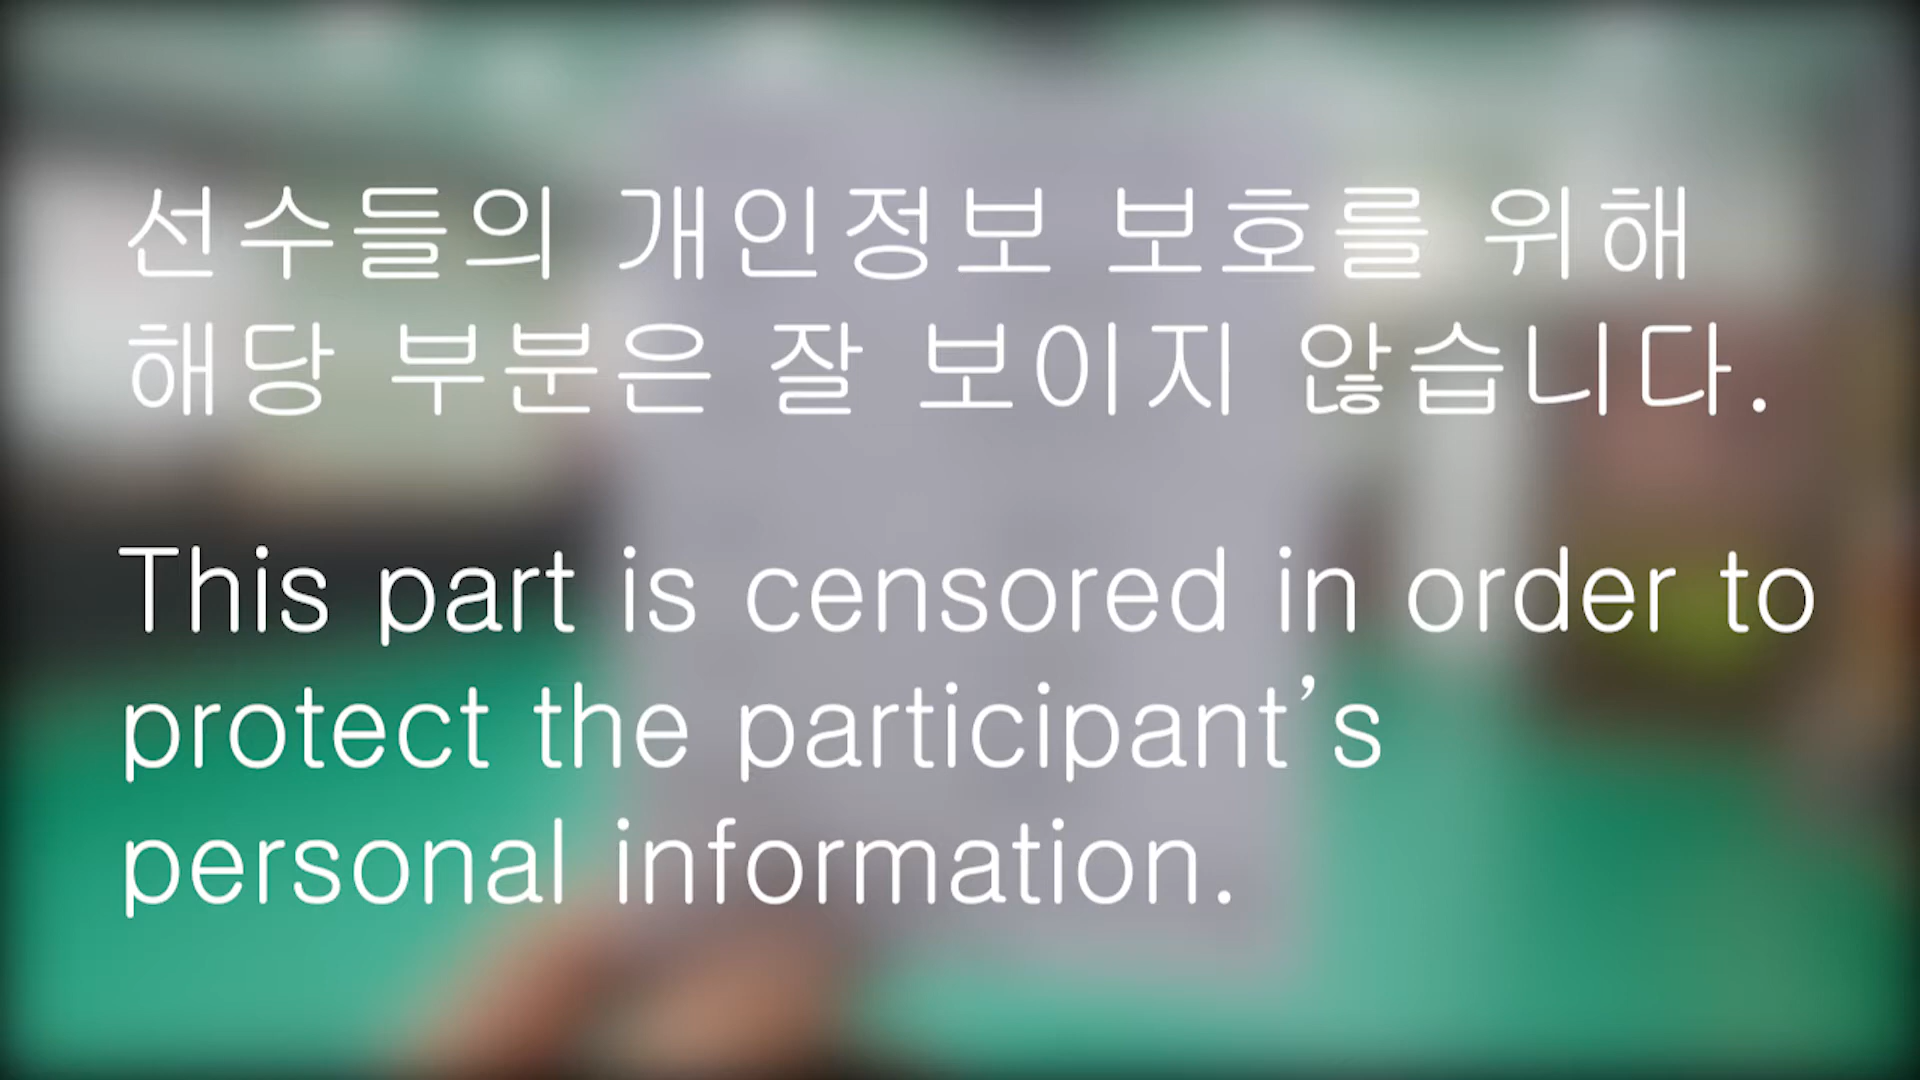 선수들의 개인정보 보호를 위해
해당 부분은 잘 보이지 않습니다.
This part is censored in order to
protect the participant's
personal information.